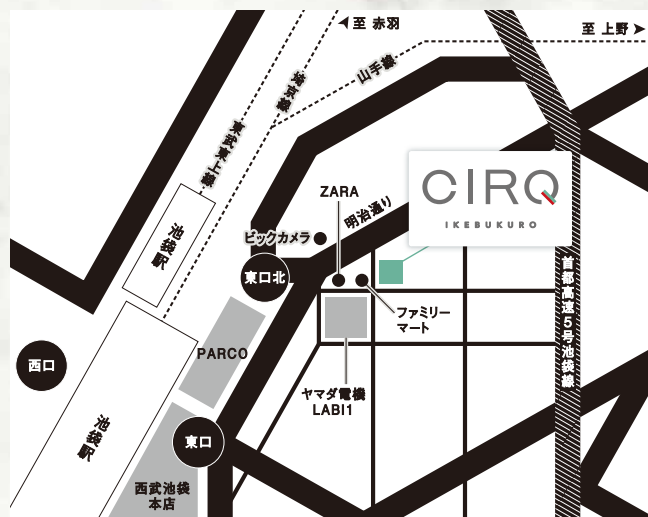 至 赤羽
至 上野
山手線
埼京線
東武東上線
CIRQ
IKEBUKURO
ZARA
明治通り
ビックカメラ
池袋駅
東口北
首都高速5号池袋線
ファミリー
マート
PARCO
西口
ヤマダ電機
LABI1
池袋駅
東口
西武池袋
本店